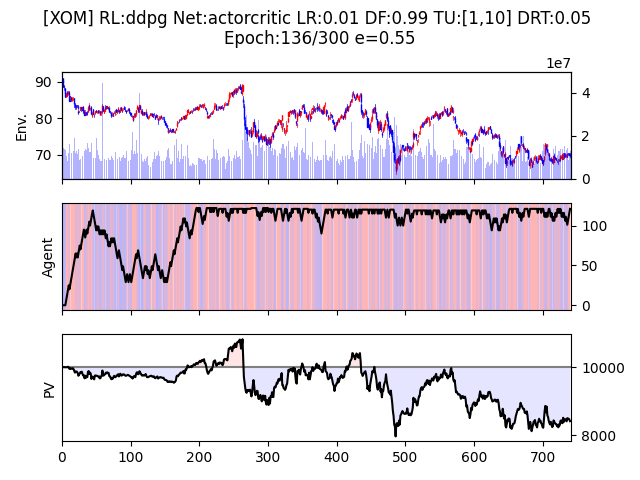 [XOM] RL:ddpg Net:actorcritic LR:0.01 DF:0.99 TU:[1,10] DRT:0.05
Epoch:136/300 e=0.55
1e7
90
80
70
Env.
4
2
0
Agent
100
50
0
PV
10000
8000
0 100 200 300 400 500 600 700